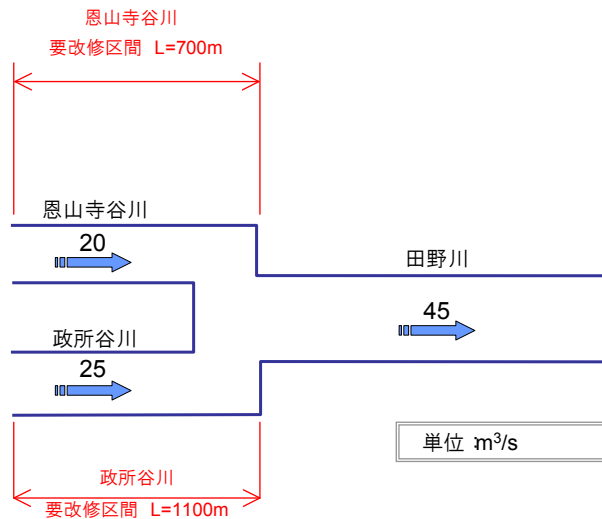 恩山寺谷川
要改修区間 L=700m
恩山寺谷川
20
田野川
45
政所谷川
25
単位:m³/s
政所谷川
要改修区間 L=1100m